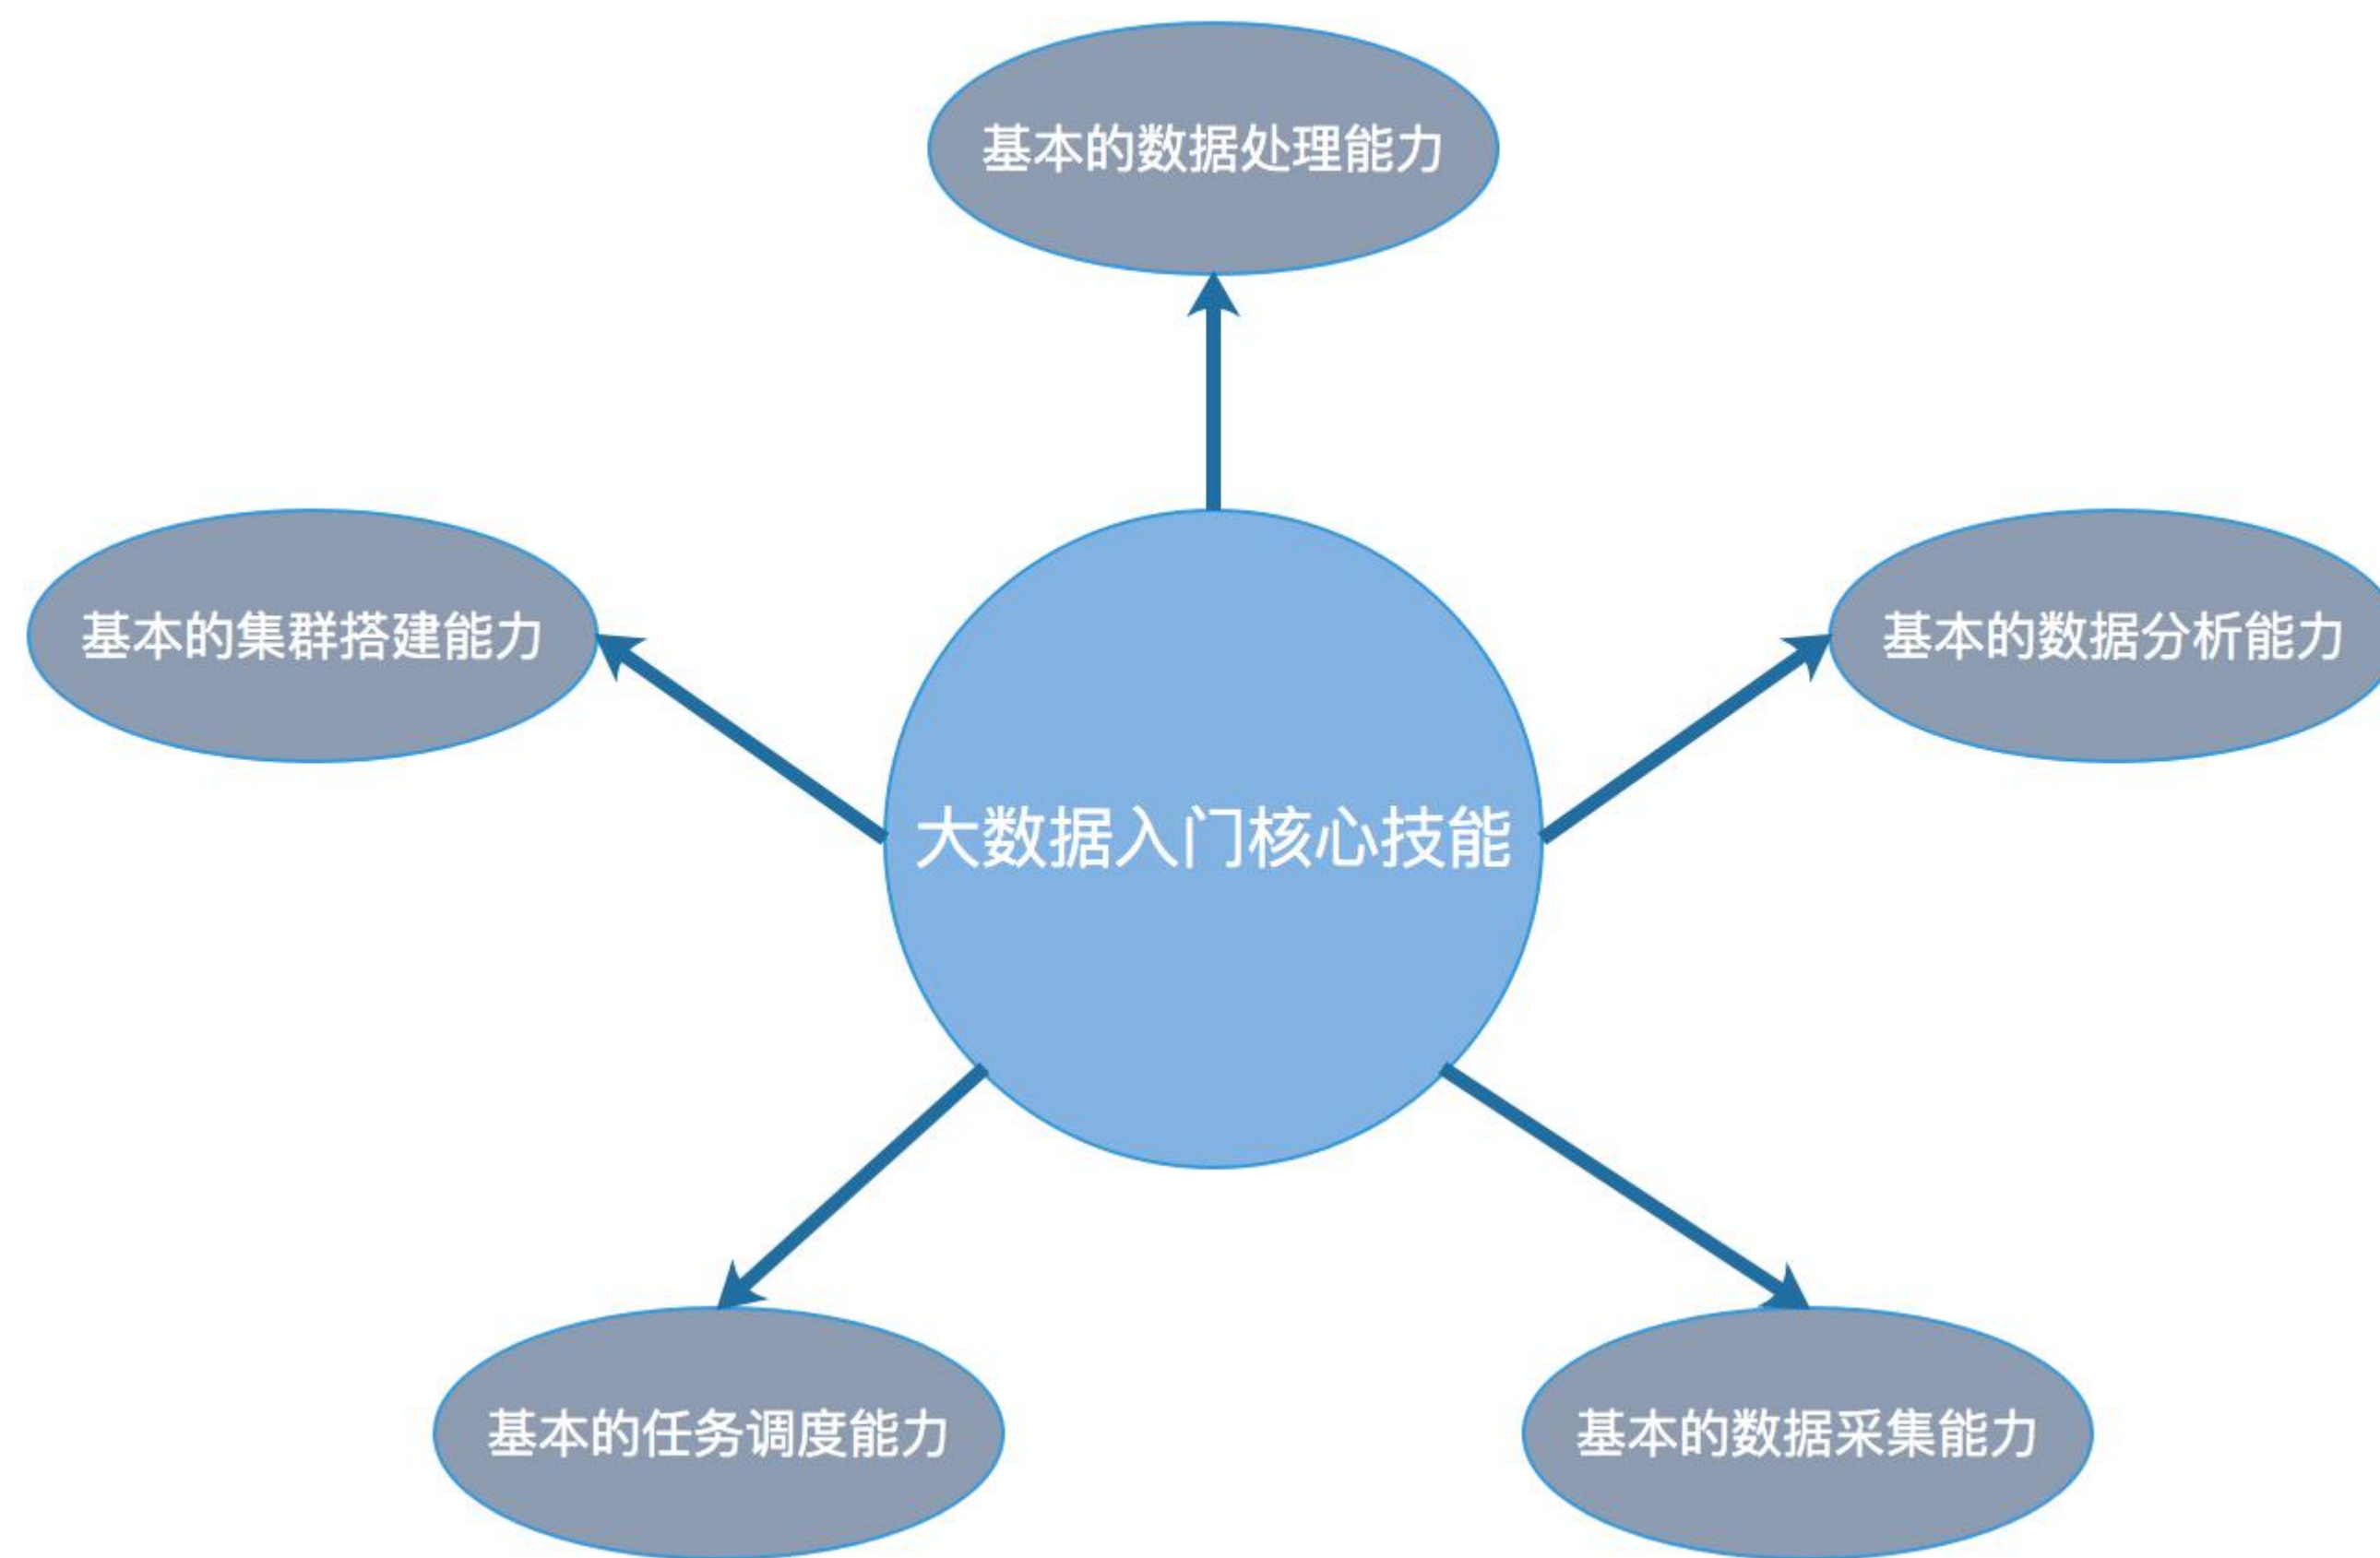 基本的数据处理能力
基本的集群搭建能力
基本的数据分析能力
大数据入门核心技能
基本的任务调度能力
基本的数据采集能力